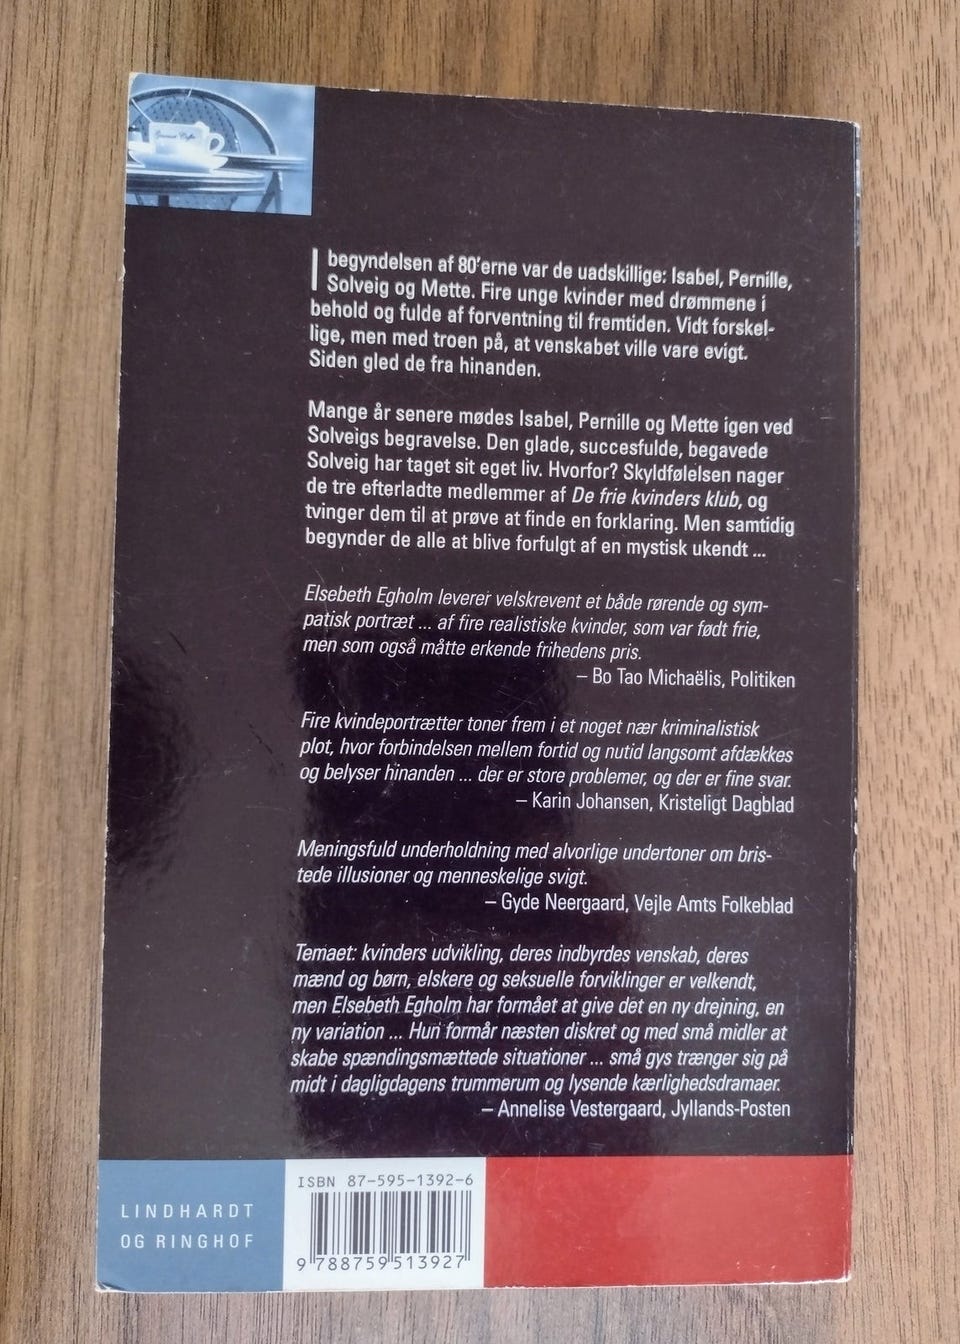 I begyndelsen af 80'erne var de uadskillige: Isabel, Pernille,
Solveig og Mette. Fire unge kvinder med drømmene i
behold og fulde af forventning til fremtiden. Vidt forskel-
lige, men med troen på, at venskabet ville vare evigt.
Siden gled de fra hinanden.
Mange år senere mødes Isabel, Pernille og Mette igen ved
Solveigs begravelse. Den glade, succesfulde, begavede
Solveig har taget sit eget liv. Hvorfor? Skyldfølelsen nager
de tre efterladte medlemmer af De frie kvinders klub, og
tvinger dem til at prøve at finde en forklaring. Men samtidig
begynder de alle at blive forfulgt af en mystisk ukendt ...
Elsebeth Egholm leverer velskrevent et både rørende og sym-
patisk portræt ... af fire realistiske kvinder, som var født frie,
men som også måtte erkende frihedens pris.
– Bo Tao Michaëlis, Politiken
Fire kvindeportrætter toner frem i et noget nær kriminalistisk
plot, hvor forbindelsen mellem fortid og nutid langsomt afdækkes
og belyser hinanden ... der er store problemer, og der er fine svar.
– Karin Johansen, Kristeligt Dagblad
Meningsfuld underholdning med alvorlige undertoner om bris-
tede illusioner og menneskelige svigt.
– Gyde Neergaard, Vejle Amts Folkeblad
Temaet: kvinders udvikling, deres indbyrdes venskab, deres
mænd og børn, elskere og seksuelle forviklinger er velkendt,
men Elsebeth Egholm har formået at give det en ny drejning, en
ny variation ... Hun formår næsten diskret og med små midler at
skabe spændingsmættede situationer ... små gys trænger sig på
midt i dagligdagens trummerum og lysende kærlighedsdramaer.
– Annelise Vestergaard, Jyllands-Posten
LINDHARDT
OG RINGHOF
ISBN 87-595-1392-6
9 788759 513927